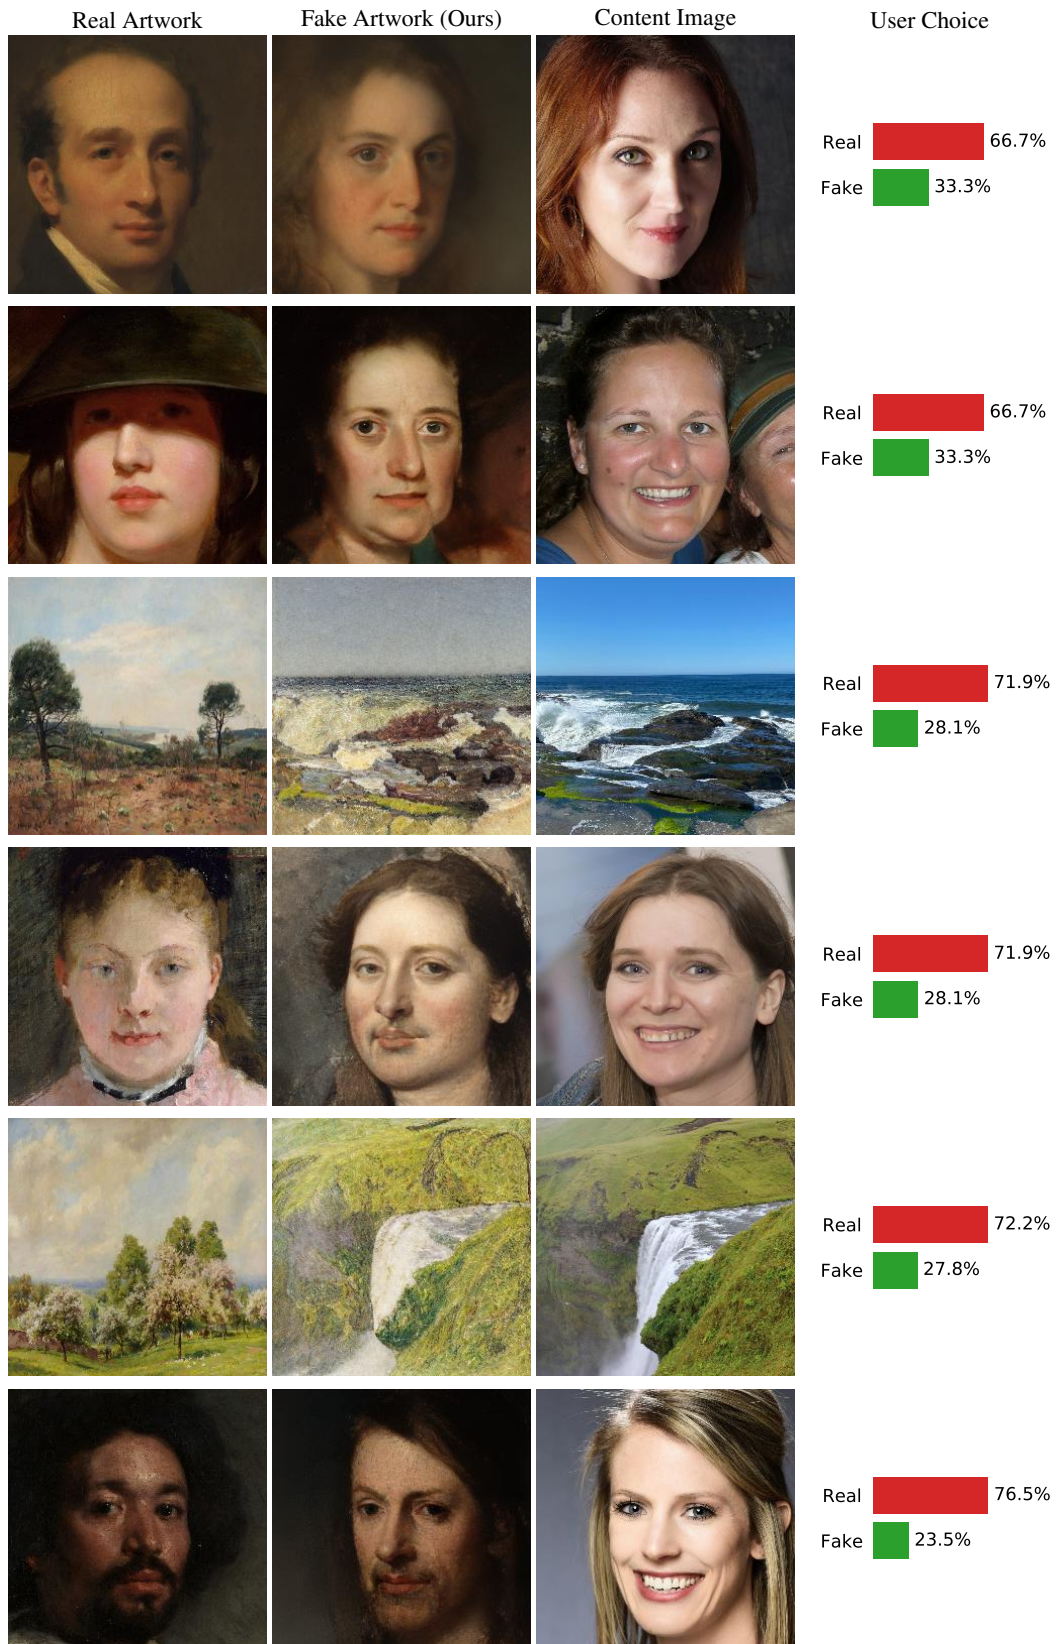 Real Artwork Fake Artwork (Ours) Content Image User Choice
Real 66.7%
Fake 33.3%
Real 66.7%
Fake 33.3%
Real 71.9%
Fake 28.1%
Real 71.9%
Fake 28.1%
Real 72.2%
Fake 27.8%
Real 76.5%
Fake 23.5%